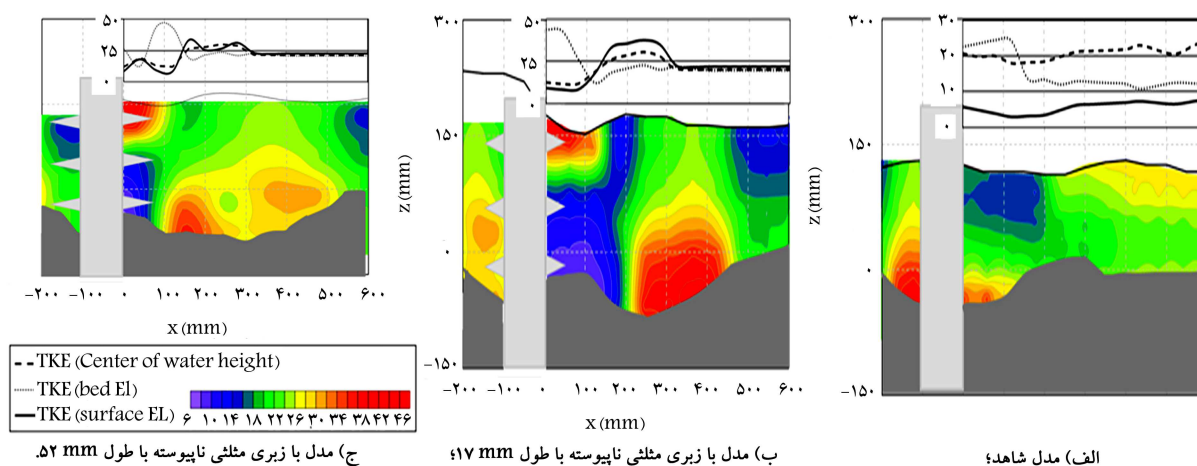 ۵۰
۲۵
۰
-۲۰۰ -۱۰۰ ۰ ۱۰۰ ۲۰۰ ۳۰۰ ۴۰۰ ۵۰۰ ۶۰۰
x (mm)
TKE (Center of water height)
TKE (bed El)
TKE (surface EL)
۶ ۱۰ ۱۴ ۱۸ ۲۲ ۲۶ ۳۰ ۳۴ ۳۸ ۴۲ ۴۶
ج) مدل با زبری مثلثی ناپیوسته با طول ۵۲ mm.
۳۰۰
۱۵۰
۰
-۱۵۰
z (mm)
۵۰
۲۵
۰
-۲۰۰ -۱۰۰ ۰ ۱۰۰ ۲۰۰ ۳۰۰ ۴۰۰ ۵۰۰ ۶۰۰
x (mm)
ب) مدل با زبری مثلثی ناپیوسته با طول ۱۷ mm؛
۳۰۰
۱۵۰
۰
-۱۵۰
z (mm)
۳۰
۲۰
۱۰
۰
الف) مدل شاهد؛